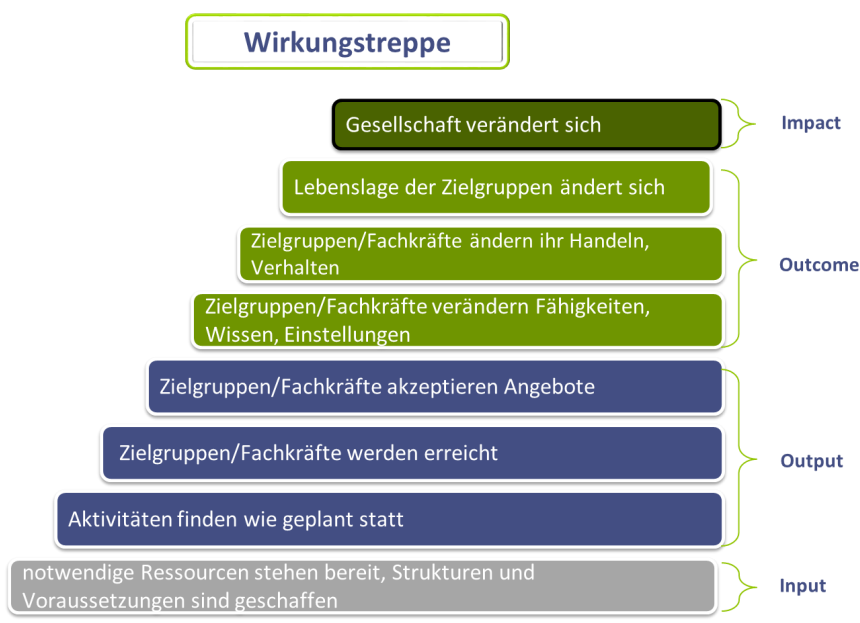 Wirkungstreppe
Gesellschaft verändert sich
Impact
Lebenslage der Zielgruppen ändert sich
Zielgruppen/Fachkräfte ändern ihr Handeln,
Verhalten
Outcome
Zielgruppen/Fachkräfte verändern Fähigkeiten,
Wissen, Einstellungen
Zielgruppen/Fachkräfte akzeptieren Angebote
Zielgruppen/Fachkräfte werden erreicht
Output
Aktivitäten finden wie geplant statt
notwendige Ressourcen stehen bereit, Strukturen und
Voraussetzungen sind geschaffen
Input